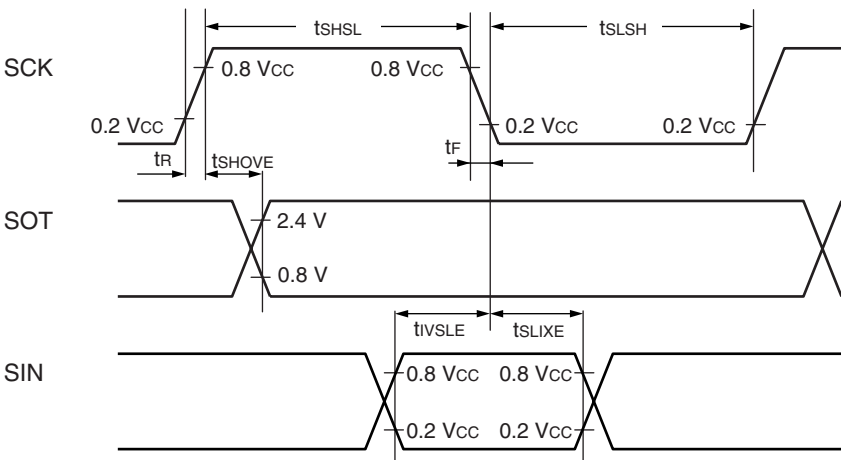 tSHSL tSLSH
SCK 0.8 VCC 0.8 VCC
0.2 VCC 0.2 VCC 0.2 VCC
tR tSHOVE tF
SOT 2.4 V
0.8 V
tIVSLE tSLIXE
SIN 0.8 VCC 0.8 VCC
0.2 VCC 0.2 VCC